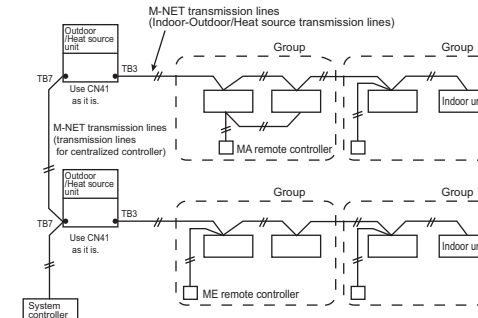 M-NET transmission lines
(Indoor-Outdoor/Heat source transmission lines)
Outdoor
/Heat source
unit
Group
Group
TB7
TB3
Use CN41
as it is.
Indoor
M-NET transmission lines
(transmission lines
for centralized controller)
MA remote controller
Outdoor
/Heat source
unit
Group
Group
TB7
TB3
Use CN41
as it is.
Indoor
ME remote controller
System
controller